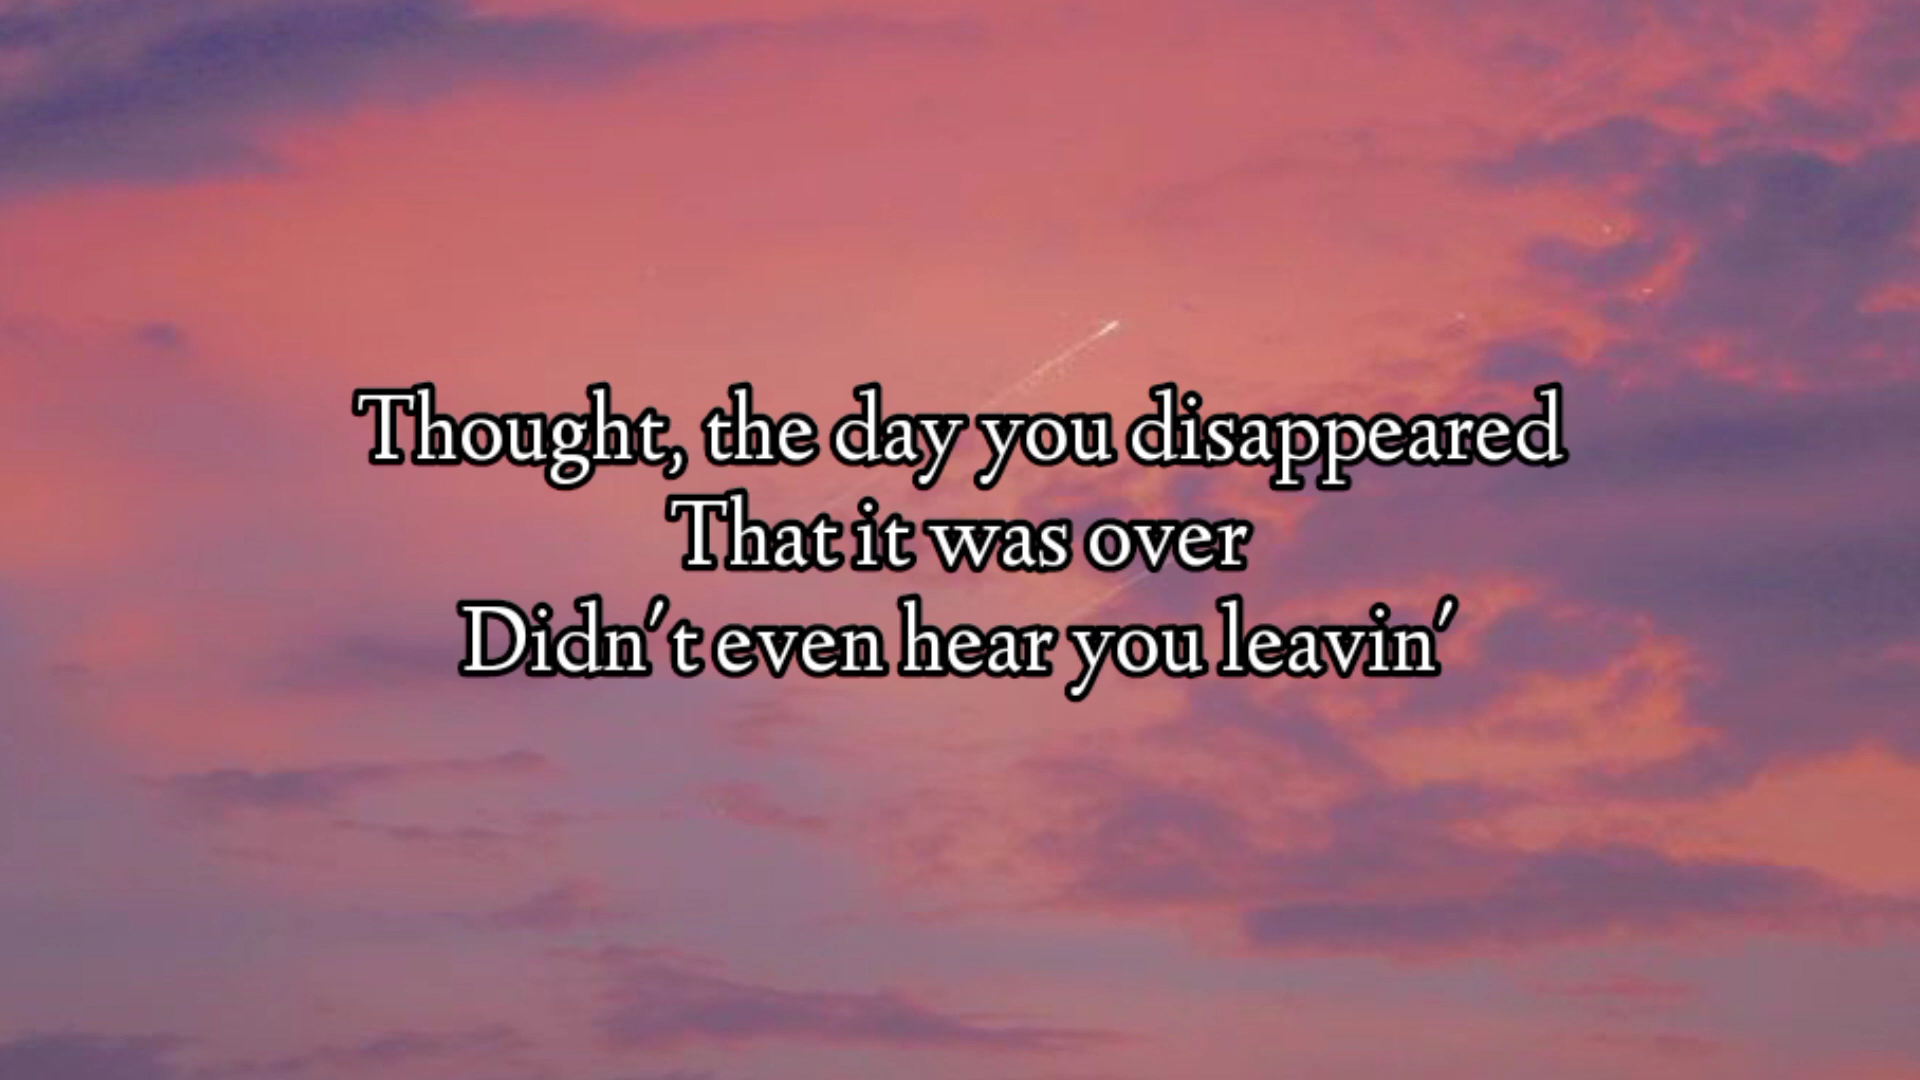 Thought, the day you disappeared
That it was over
Didn't even hear you leavin'